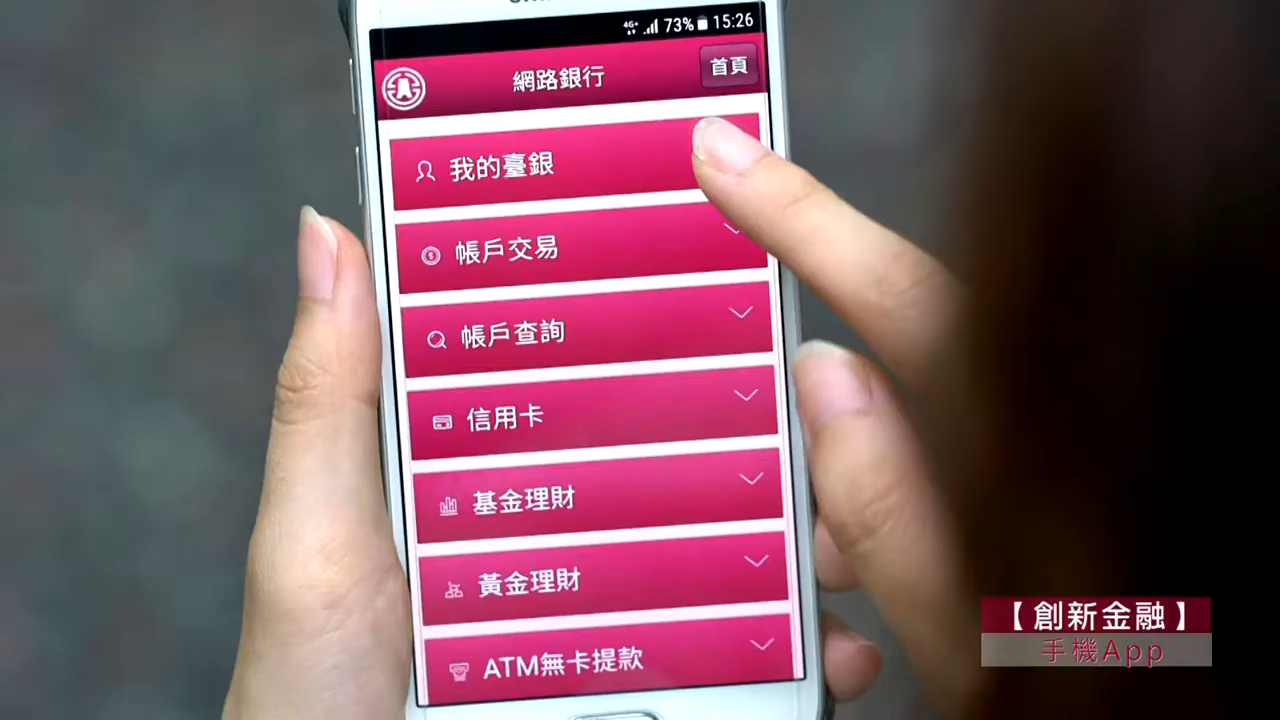 73% 15:26
網路銀行
首頁
我的臺銀
帳戶交易
帳戶查詢
信用卡
基金理財
黃金理財
ATM無卡提款
【創新金融】
手機App